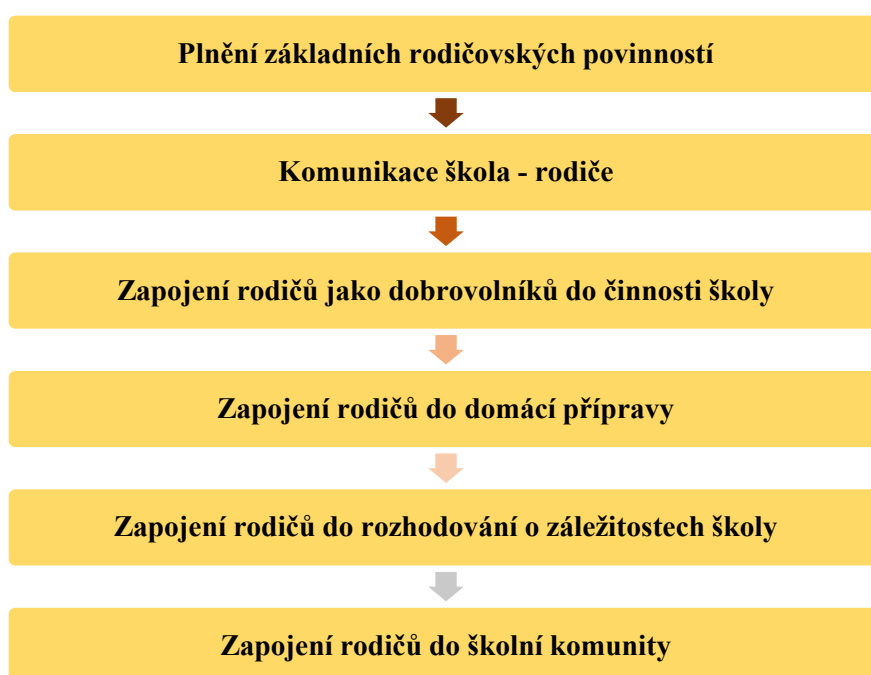 Plnění základních rodičovských povinností
Komunikace škola - rodiče
Zapojení rodičů jako dobrovolníků do činnosti školy
Zapojení rodičů do domácí přípravy
Zapojení rodičů do rozhodování o záležitostech školy
Zapojení rodičů do školní komunity